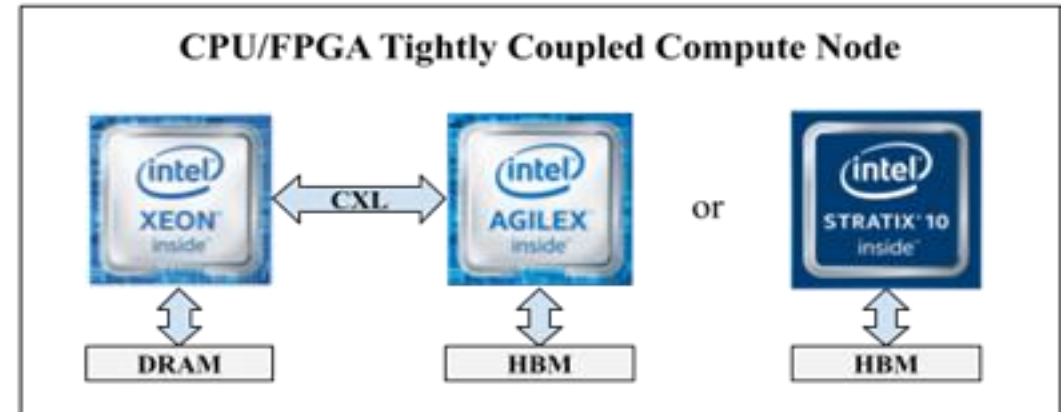 CPU/FPGA Tightly Coupled Compute Node
intel
XEON
inside
CXL
intel
AGILEX
inside
or
intel
STRATIX 10
inside
DRAM
HBM
HBM